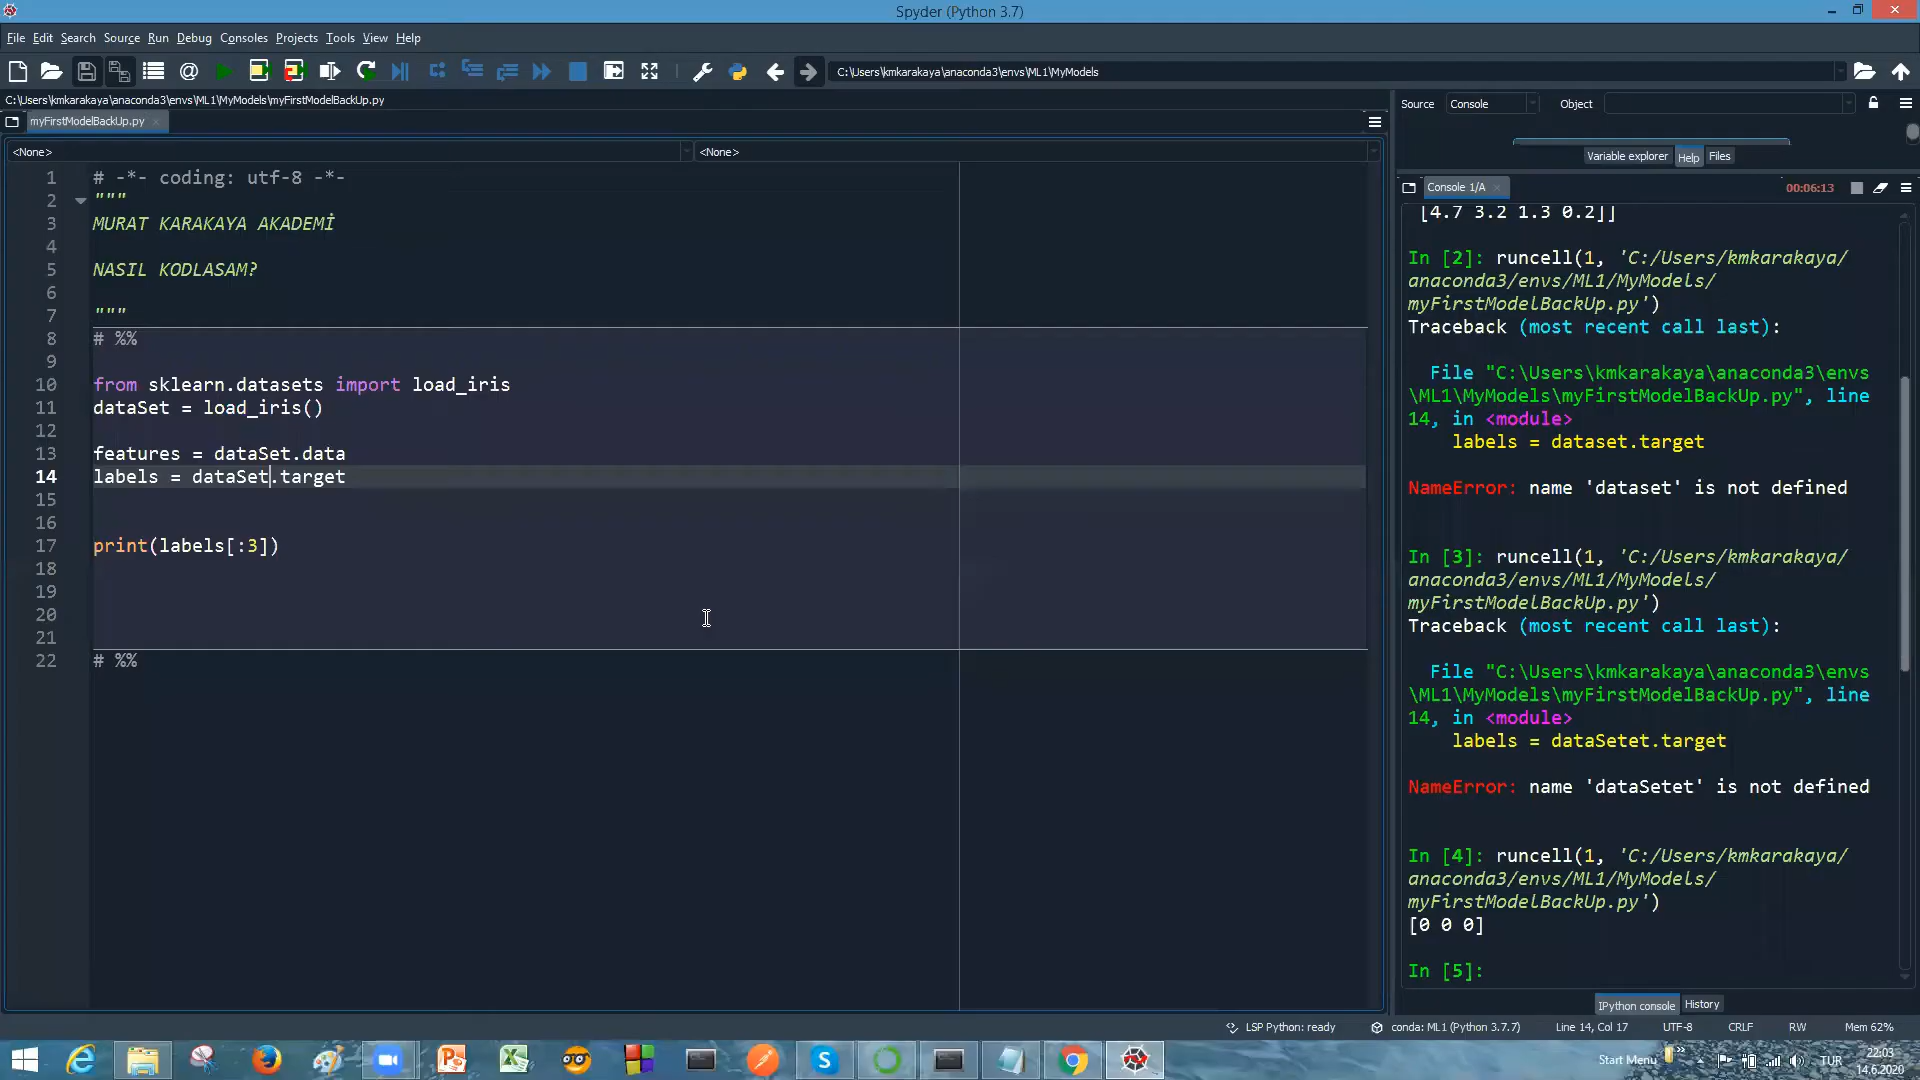 Spyder (Python 3.7)
File Edit Search Source Run Debug Consoles Projects Tools View Help
C:\Users\kmkarakaya\anaconda3\envs\ML1\MyModels
C:\Users\kmkarakaya\anaconda3\envs\ML1\MyModels\myFirstModelBackUp.py
myFirstModelBackUp.py
<None> <None>
1 # -*- coding: utf-8 -*-
2 """
3 MURAT KARAKAYA AKADEMİ
4
5 NASIL KODLASAM?
6
7 """
8 # %%
9
10 from sklearn.datasets import load_iris
11 dataSet = load_iris()
12
13 features = dataSet.data
14 labels = dataSet.target
15
16
17 print(labels[:3])
18
19
20
21
22 # %%
Source Console Object
Variable explorer Help Files
Console 1/A 00:06:13
[4.7 3.2 1.3 0.2]]
In [2]: runcell(1, 'C:/Users/kmkarakaya/
anaconda3/envs/ML1/MyModels/
myFirstModelBackUp.py')
Traceback (most recent call last):
File "C:\Users\kmkarakaya\anaconda3\envs
\ML1\MyModels\myFirstModelBackUp.py", line
14, in <module>
labels = dataset.target
NameError: name 'dataset' is not defined
In [3]: runcell(1, 'C:/Users/kmkarakaya/
anaconda3/envs/ML1/MyModels/
myFirstModelBackUp.py')
Traceback (most recent call last):
File "C:\Users\kmkarakaya\anaconda3\envs
\ML1\MyModels\myFirstModelBackUp.py", line
14, in <module>
labels = dataSetet.target
NameError: name 'dataSetet' is not defined
In [4]: runcell(1, 'C:/Users/kmkarakaya/
anaconda3/envs/ML1/MyModels/
myFirstModelBackUp.py')
[0 0 0]
In [5]:
IPython console History
LSP Python: ready conda: ML1 (Python 3.7.7) Line 14, Col 17 UTF-8 CRLF RW Mem 62%
Start Menu TUR 22:03
14.6.2020